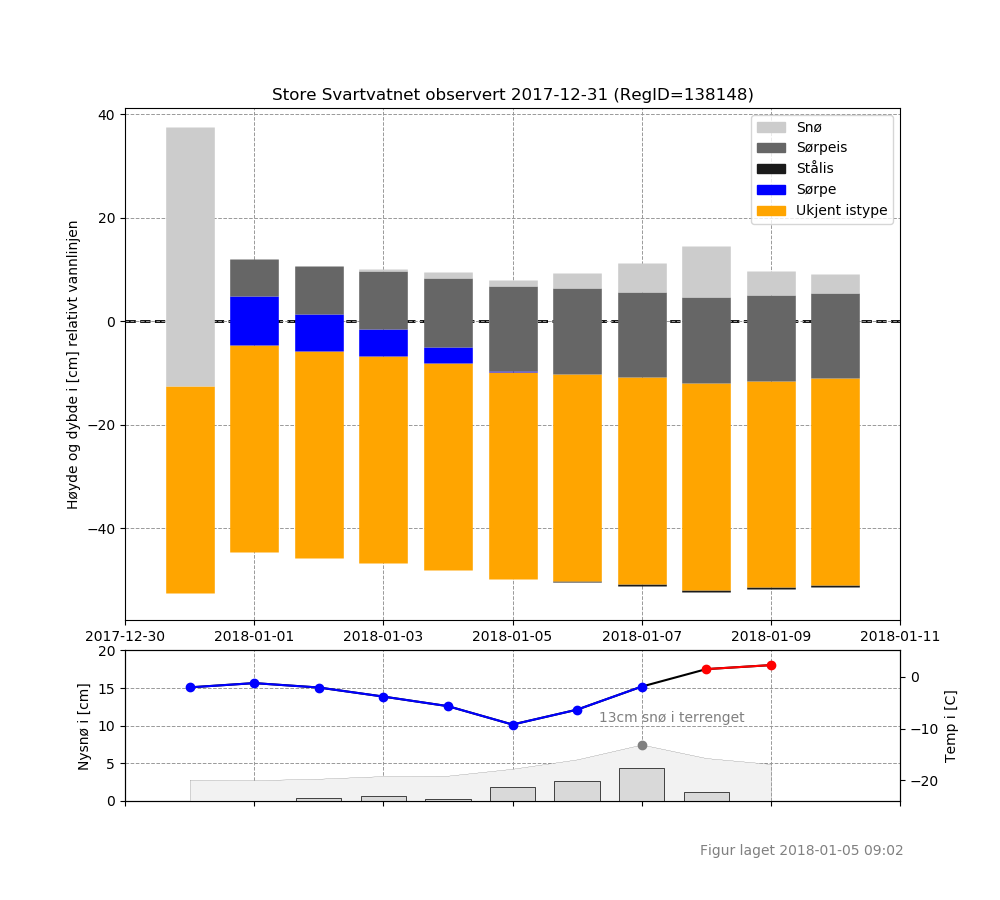 Store Svartvatnet observert 2017-12-31 (RegID=138148)
Høyde og dybde i [cm] relativt vannlinjen
40
20
0
−20
−40
Snø
Sørpeis
Stålis
Sørpe
Ukjent istype
2017-12-30 2018-01-01 2018-01-03 2018-01-05 2018-01-07 2018-01-09 2018-01-11
Nysnø i [cm]
20
15
10
5
0
13cm snø i terrenget
0
−10
−20
Temp i [C]
Figur laget 2018-01-05 09:02